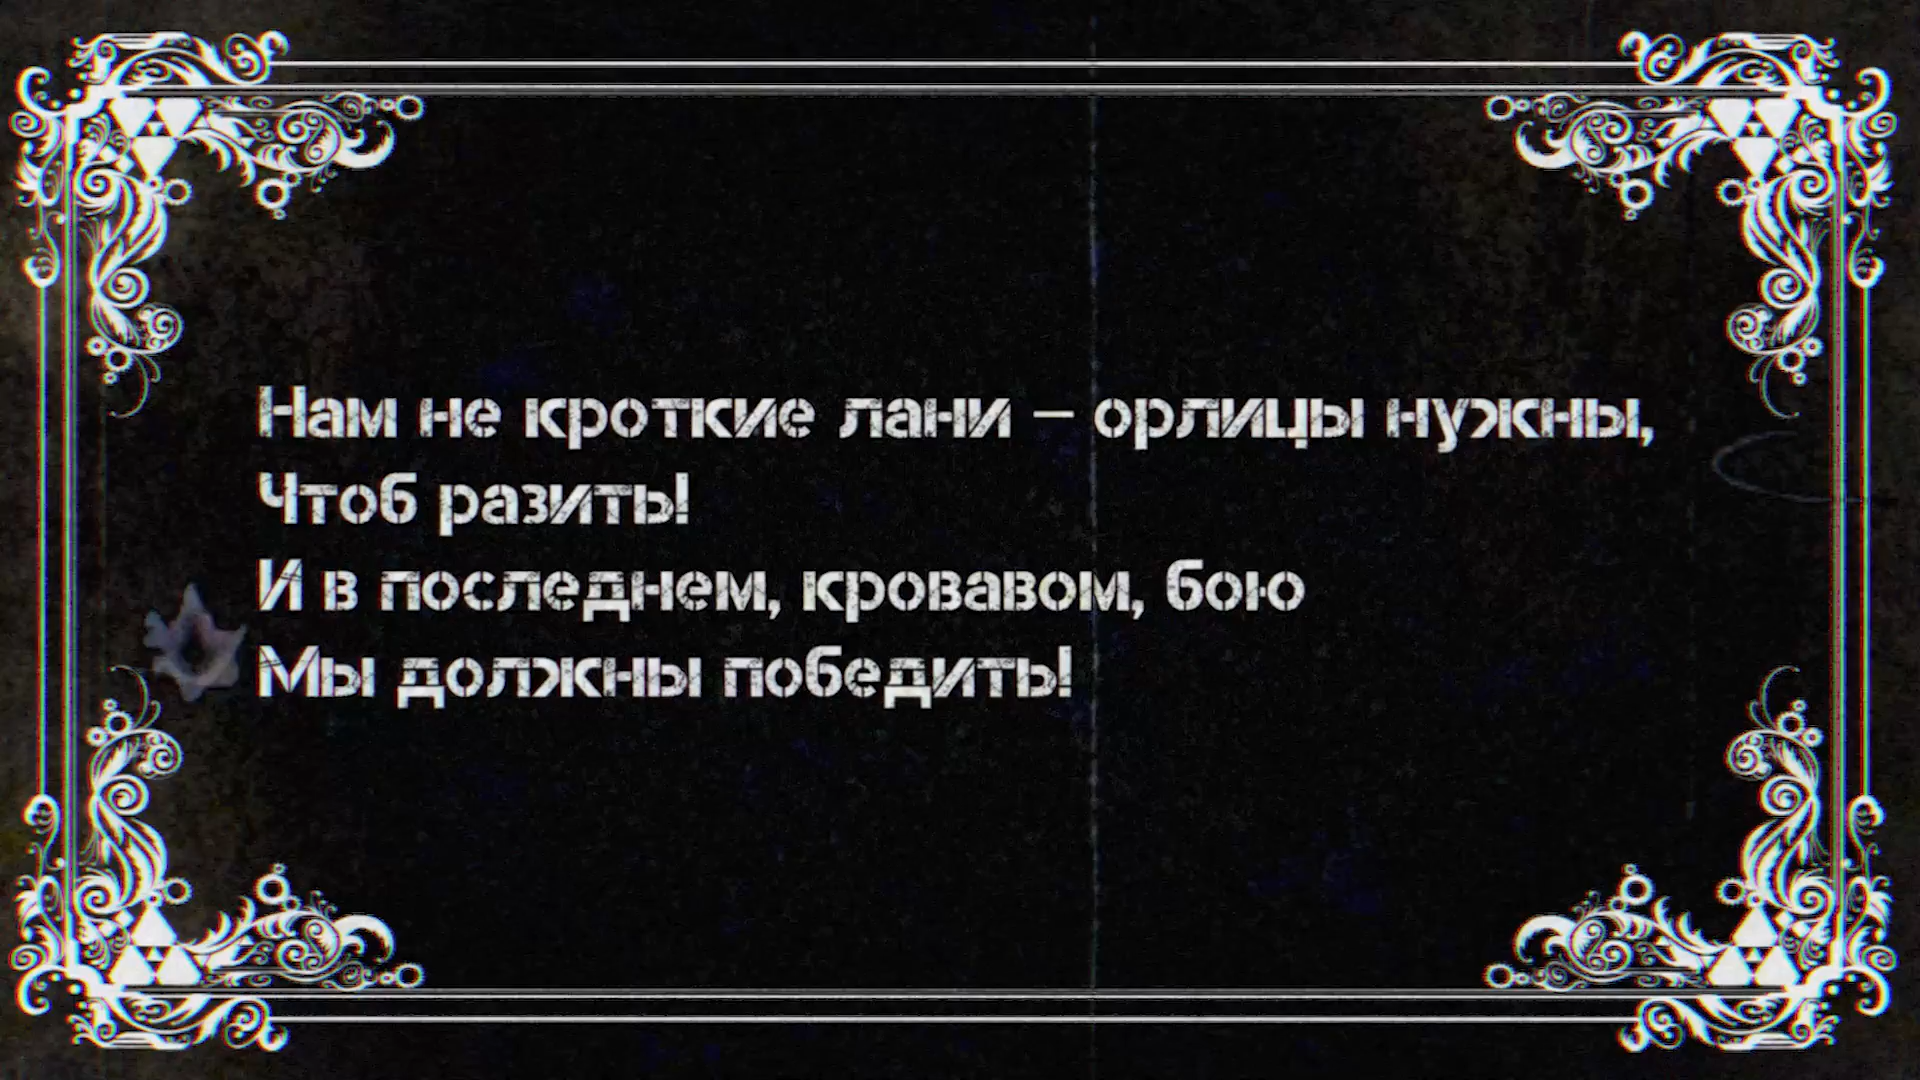 Нам не кроткие лани – орлицы нужны,
Чтоб разить!
И в последнем, кровавом, бою
Мы должны победить!